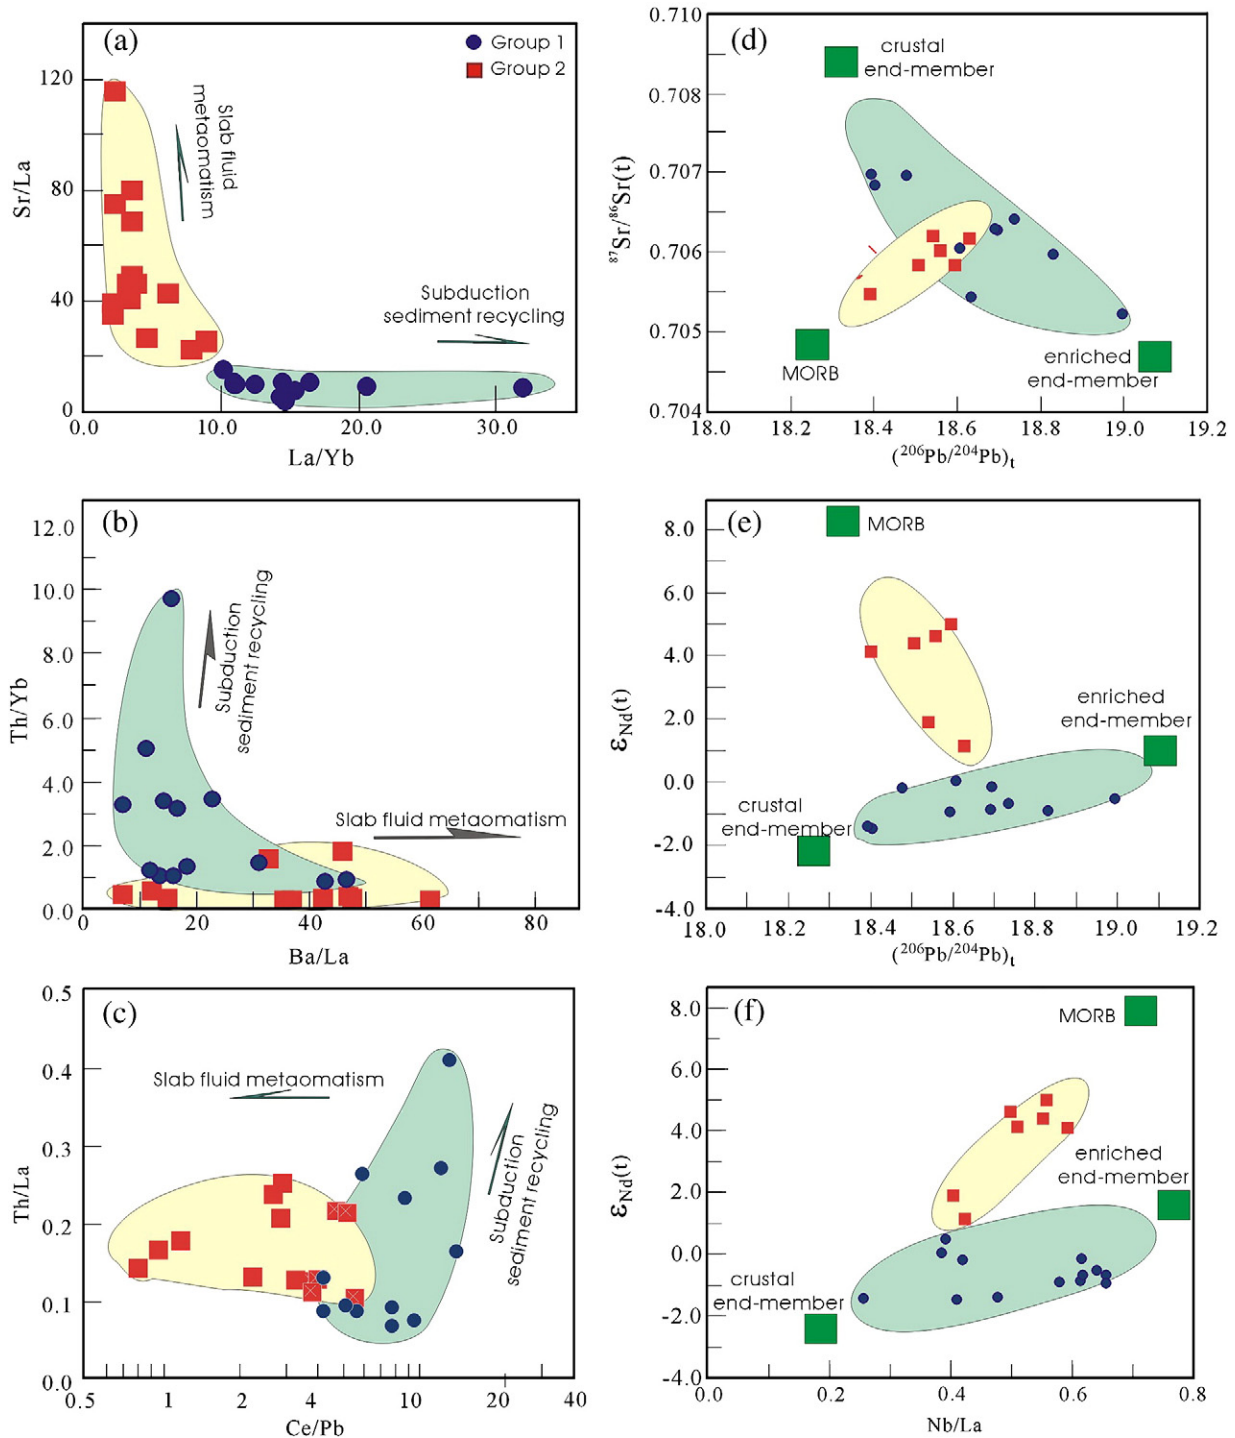 (a)
Group 1
Group 2
120
80
40
0
Sr/La
Slab fluid
metaomatism
Subduction
sediment recycling
0.0 10.0 20.0 30.0
La/Yb
(d)
crustal
end-member
0.710
0.708
0.707
0.706
0.705
0.704
87Sr/86Sr(t)
MORB
enriched
end-member
18.0 18.2 18.4 18.6 18.8 19.0 19.2
(206Pb/204Pb)t
(b)
12.0
10.0
8.0
6.0
4.0
2.0
0.0
Th/Yb
Subduction
sediment recycling
Slab fluid metaomatism
0 20 40 60 80
Ba/La
(e)
MORB
8.0
6.0
4.0
2.0
0.0
-2.0
-4.0
εNd(t)
enriched
end-member
crustal
end-member
18.0 18.2 18.4 18.6 18.8 19.0 19.2
(206Pb/204Pb)t
(c)
0.5
0.4
0.3
0.2
0.1
0.0
Th/La
Slab fluid metaomatism
Subduction
sediment recycling
0.5 1 2 4 10 20 40
Ce/Pb
(f)
MORB
8.0
6.0
4.0
2.0
0.0
-2.0
-4.0
εNd(t)
enriched
end-member
crustal
end-member
0.0 0.2 0.4 0.6 0.8
Nb/La